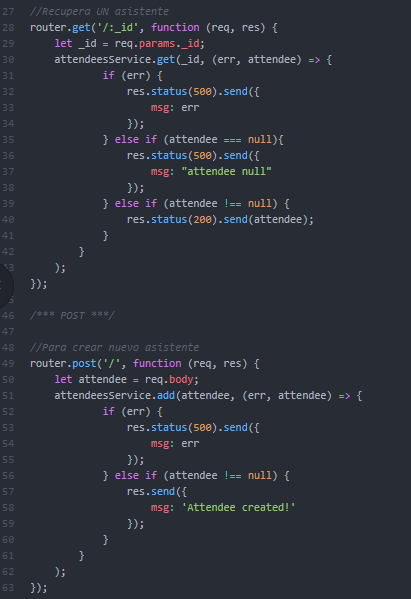 27 //Recupera UN asistente
28 router.get('/:_id', function (req, res) {
29     let _id = req.params._id;
30     attendeesService.get(_id, (err, attendee) => {
31             if (err) {
32                 res.status(500).send({
33                     msg: err
34                 });
35             } else if (attendee === null){
36                 res.status(500).send({
37                     msg: "attendee null"
38                 });
39             } else if (attendee !== null) {
40                 res.status(200).send(attendee);
41             }
42         }
43     );
44 });
45
46 /*** POST ***/
47
48 //Para crear nuevo asistente
49 router.post('/', function (req, res) {
50     let attendee = req.body;
51     attendeesService.add(attendee, (err, attendee) => {
52             if (err) {
53                 res.status(500).send({
54                     msg: err
55                 });
56             } else if (attendee !== null) {
57                 res.send({
58                     msg: 'Attendee created!'
59                 });
60             }
61         }
62     );
63 });